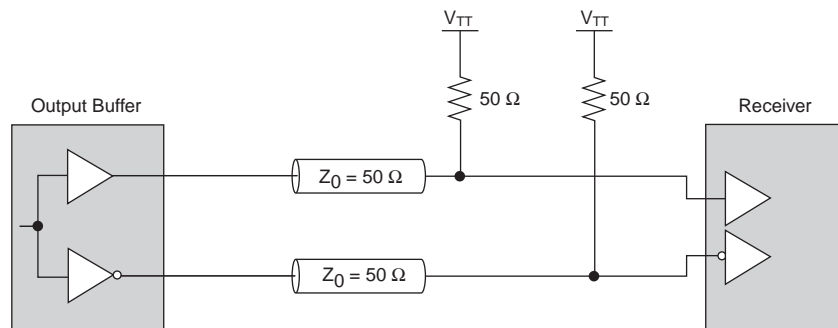 V_TT V_TT
50 Ω 50 Ω
Output Buffer Receiver
Z_0 = 50 Ω
Z_0 = 50 Ω